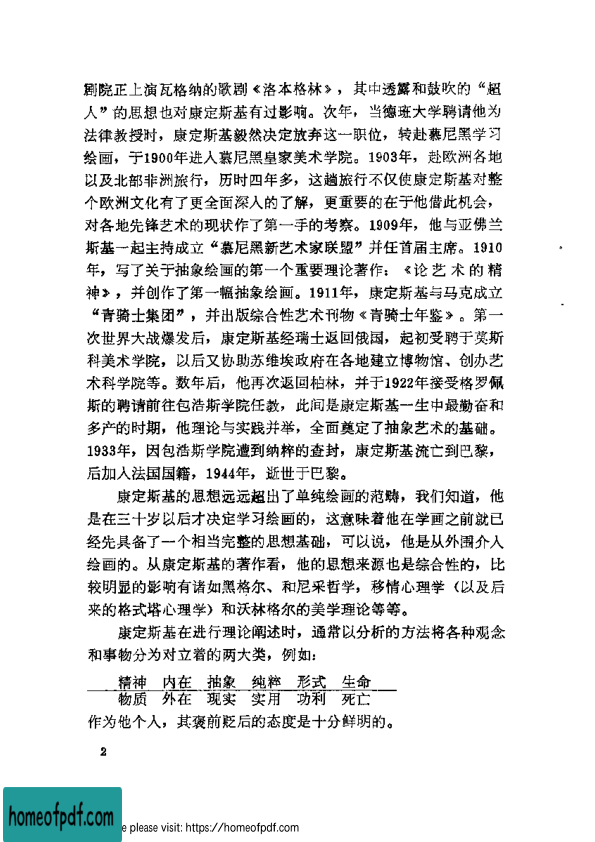 剧院正上演瓦格纳的歌剧《洛本格林》，其中透露和鼓吹的“超
人”的思想也对康定斯基有过影响。次年，当德班大学聘请他为
法律教授时，康定斯基毅然决定放弃这一职位，转赴慕尼黑学习
绘画，于1900年进入慕尼黑皇家美术学院。1903年，赴欧洲各地
以及北部非洲旅行，历时四年多，这趟旅行不仅使康定斯基对整
个欧洲文化有了更全面深入的了解，更重要的在于他借此机会，
对各地先锋艺术的现状作了第一手的考察。1909年，他与亚佛兰
斯基一起主持成立“慕尼黑新艺术家联盟”并任首届主席。1910
年，写了关于抽象绘画的第一个重要理论著作：《论艺术的精
神》，并创作了第一幅抽象绘画。1911年，康定斯基与马克成立
“青骑士集团”，并出版综合性艺术刊物《青骑士年鉴》。第一
次世界大战爆发后，康定斯基经瑞士返回俄国，起初受聘于莫斯
科美术学院，以后又协助苏维埃政府在各地建立博物馆、创办艺
术科学院等。数年后，他再次返回柏林，并于1922年接受格罗佩
斯的聘请前往包浩斯学院任教，此间是康定斯基一生中最勤奋和
多产的时期，他理论与实践并举，全面奠定了抽象艺术的基础。
1933年，因包浩斯学院遭到纳粹的查封，康定斯基流亡到巴黎，
后加入法国国籍，1944年，逝世于巴黎。
康定斯基的思想远远超出了单纯绘画的范畴，我们知道，他
是在三十岁以后才决定学习绘画的，这意味着他在学画之前就已
经先具备了一个相当完整的思想基础，可以说，他是从外围介入
绘画的。从康定斯基的著作看，他的思想来源也是综合性的，比
较明显的影响有诸如黑格尔、和尼采哲学，移情心理学（以及后
来的格式塔心理学）和沃林格尔的美学理论等等。
康定斯基在进行理论阐述时，通常以分析的方法将各种观念
和事物分为对立着的两大类，例如：
精神 内在 抽象 纯粹 形式 生命
物质 外在 现实 实用 功利 死亡
作为他个人，其褒前贬后的态度是十分鲜明的。
2
homeofpdf.com
e please visit: https://homeofpdf.com